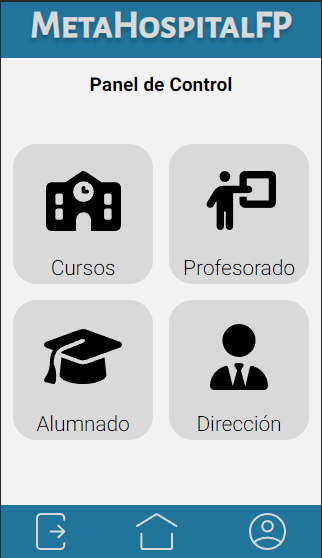 MetaHospitalFP
Panel de Control
Cursos
Profesorado
Alumnado
Dirección